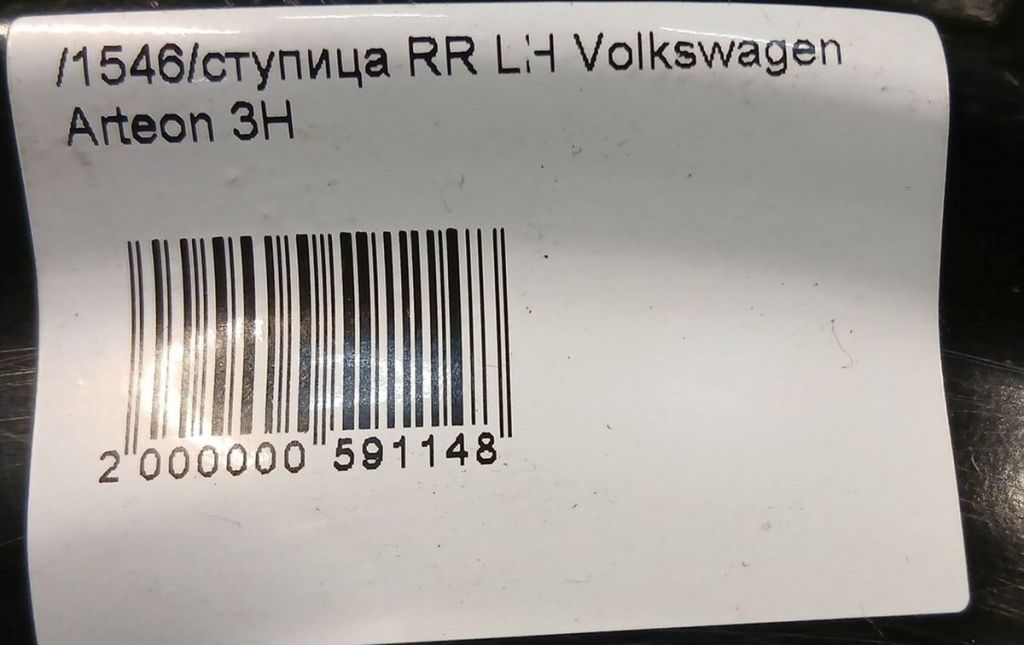 /1546/ступица RR LH Volkswagen
Arteon 3H
2 000000 591148